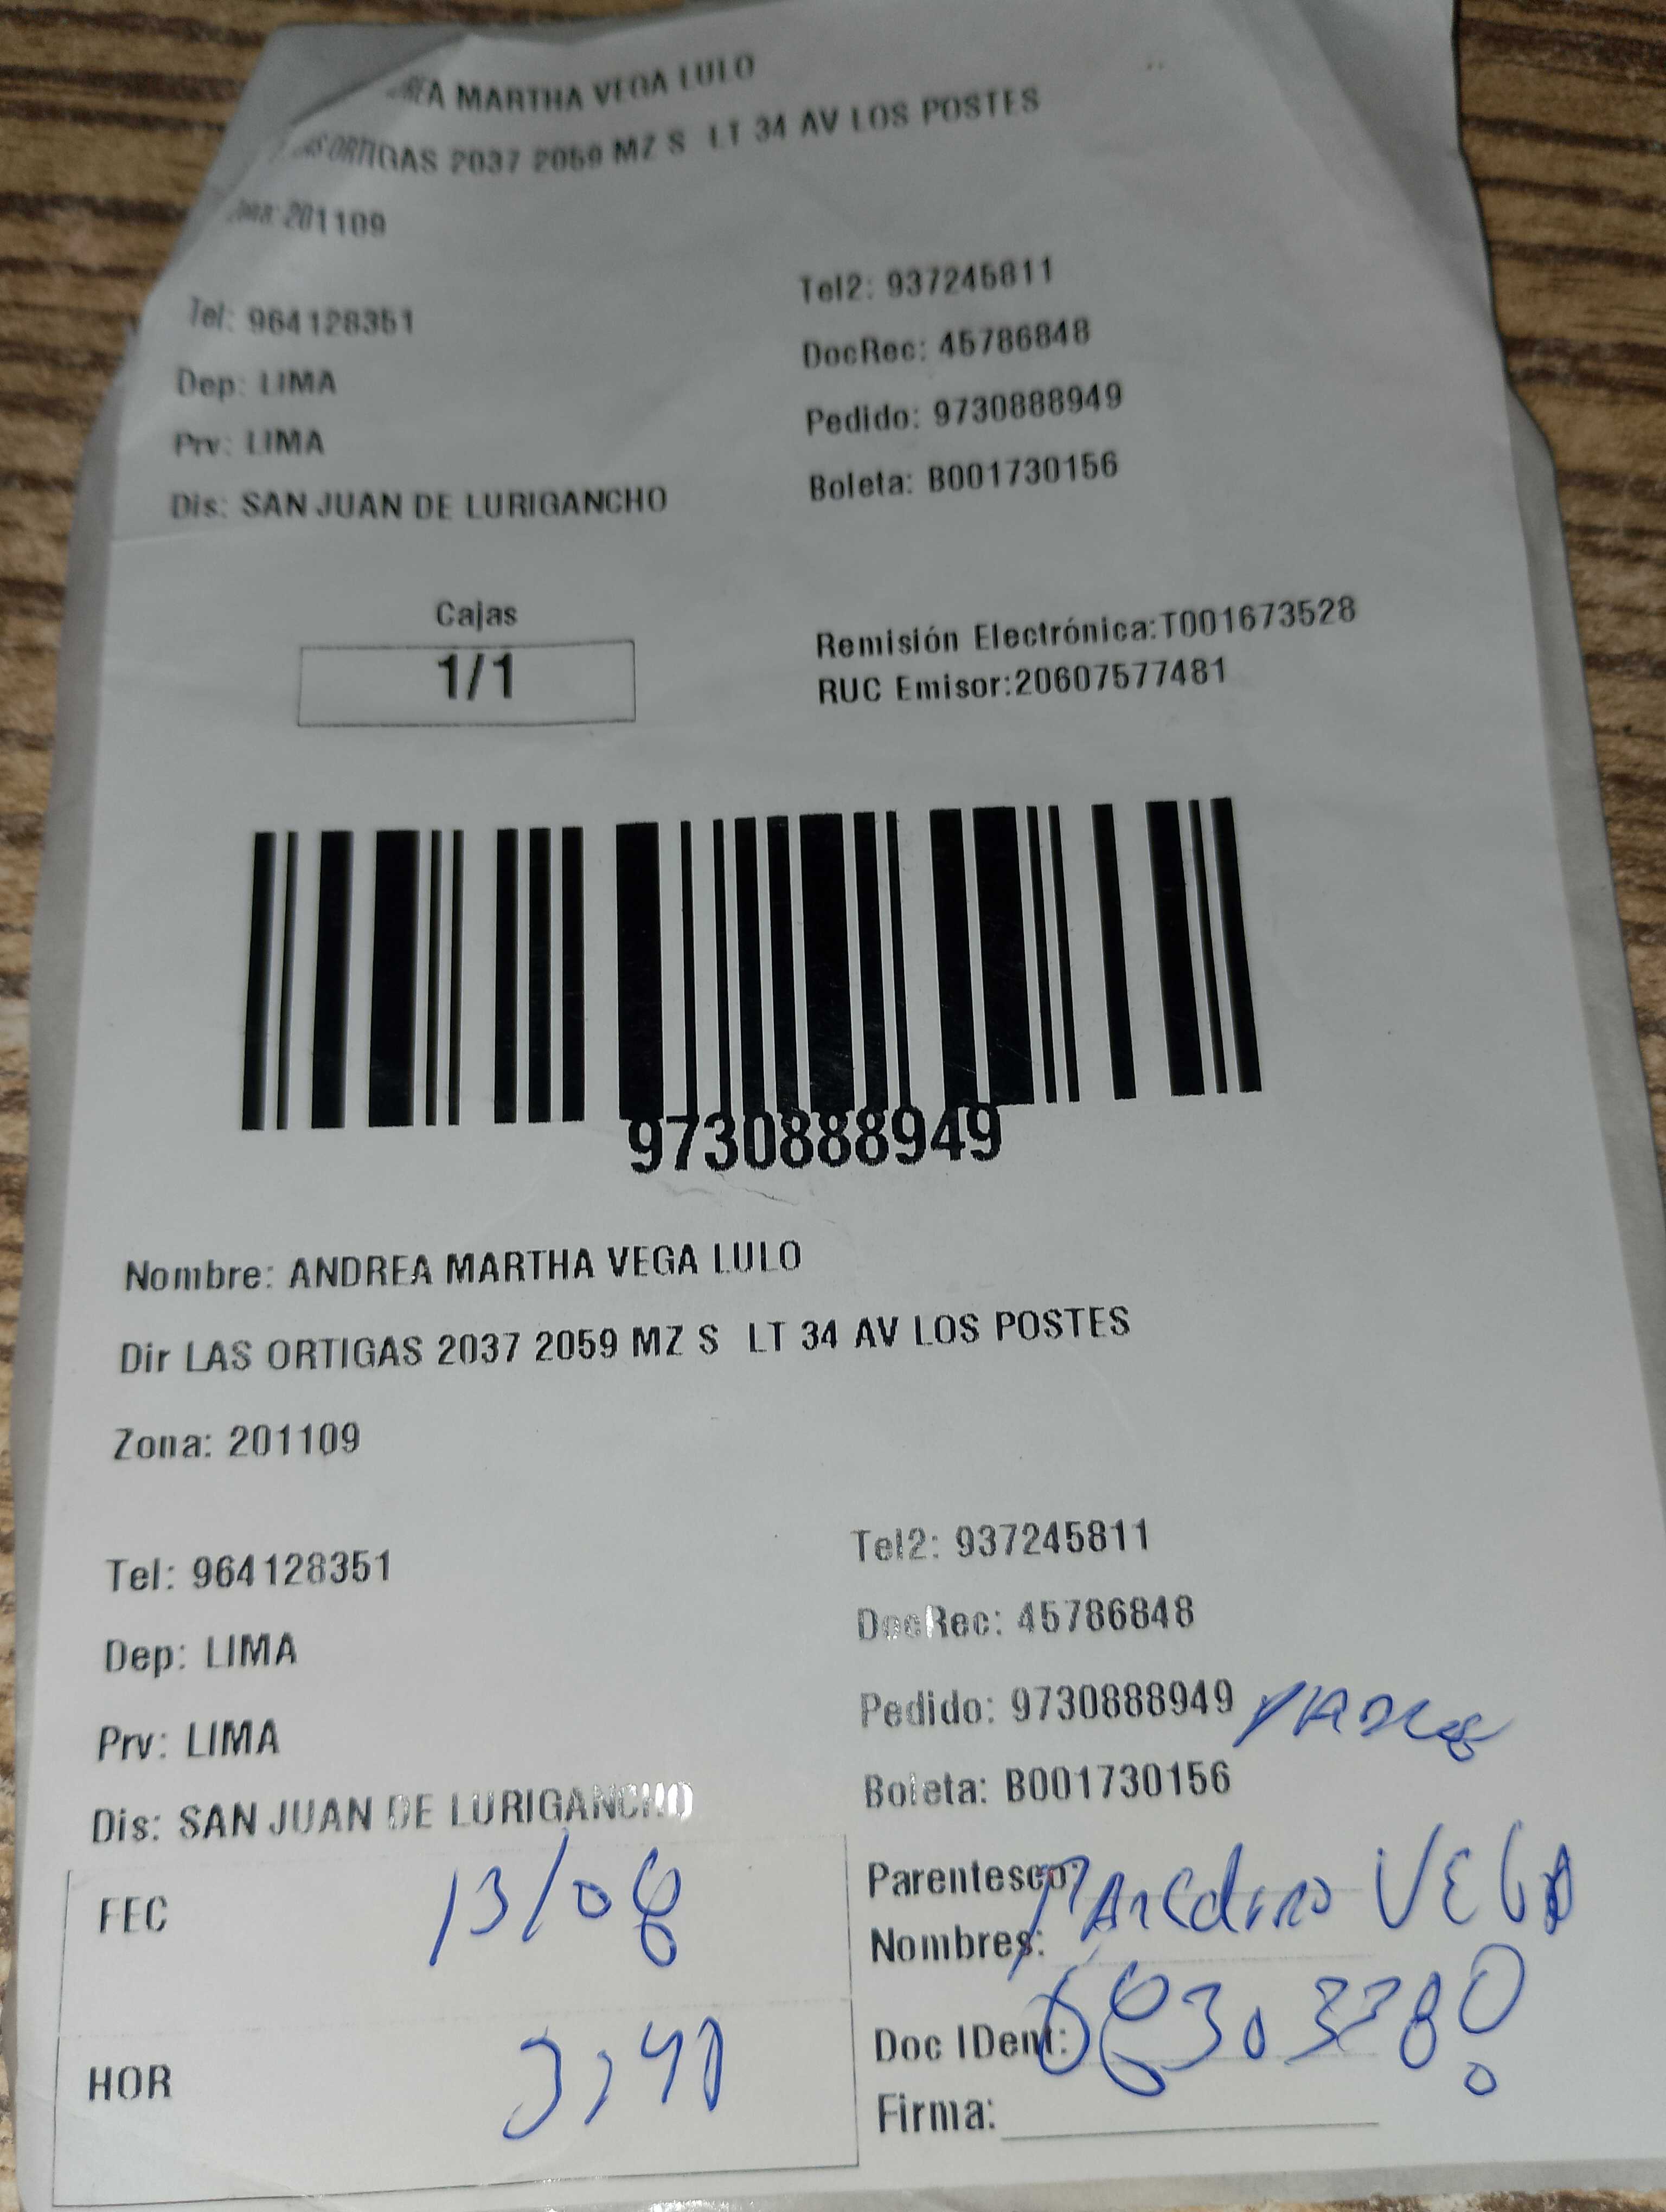 MARTHA VEGA LULO
ORTIGAS 2037 2059 MZ S LT 34 AV LOS POSTES
201109
Tel: 964128351 Tel2: 937245811
Dep: LIMA DocRec: 45786848
Prv: LIMA Pedido: 9730888949
Dis: SAN JUAN DE LURIGANCHO Boleta: B001730156
Cajas
1/1
Remisión Electrónica:T001673528
RUC Emisor:20607577481
9730888949
Nombre: ANDREA MARTHA VEGA LULO
Dir LAS ORTIGAS 2037 2059 MZ S LT 34 AV LOS POSTES
Zona: 201109
Tel: 964128351 Tel2: 937245811
Dep: LIMA DocRec: 45786848
Prv: LIMA Pedido: 9730888949
Dis: SAN JUAN DE LURIGANCHO Boleta: B001730156
FEC 13/08
Parentesco:
Nombres: VEGA
HOR
Doc IDent:
Firma: